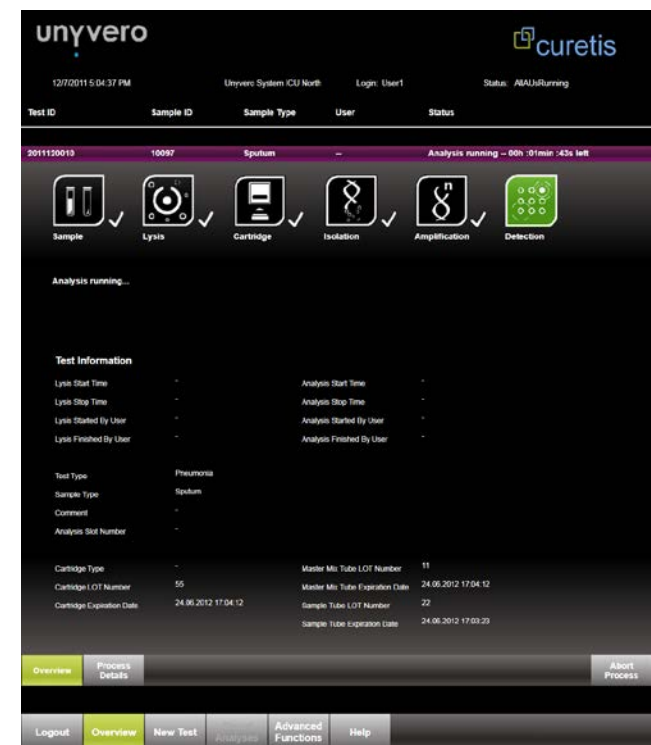 unyvero
curetis
12/7/2011 5:04:37 PM Unyvero System ICU North Login: User1 Status: AllAUsRunning
Test ID Sample ID Sample Type User Status
2011120013 10097 Sputum – Analysis running – 00h :01min :43s left
n
Sample Lysis Cartridge Isolation Amplification Detection
Analysis running...
Test Information
Lysis Start Time - Analysis Start Time -
Lysis Stop Time - Analysis Stop Time -
Lysis Started By User - Analysis Started By User -
Lysis Finished By User - Analysis Finished By User -
Test Type Pneumonia
Sample Type Sputum
Comment -
Analysis Slot Number -
Cartridge Type - Master Mix Tube LOT Number 11
Cartridge LOT Number 55 Master Mix Tube Expiration Date 24.06.2012 17:04:12
Cartridge Expiration Date 24.06.2012 17:04:12 Sample Tube LOT Number 22
Sample Tube Expiration Date 24.06.2012 17:03:23
Overview Process Abort
Details Process
Logout Overview New Test Analyses Advanced Help
Functions